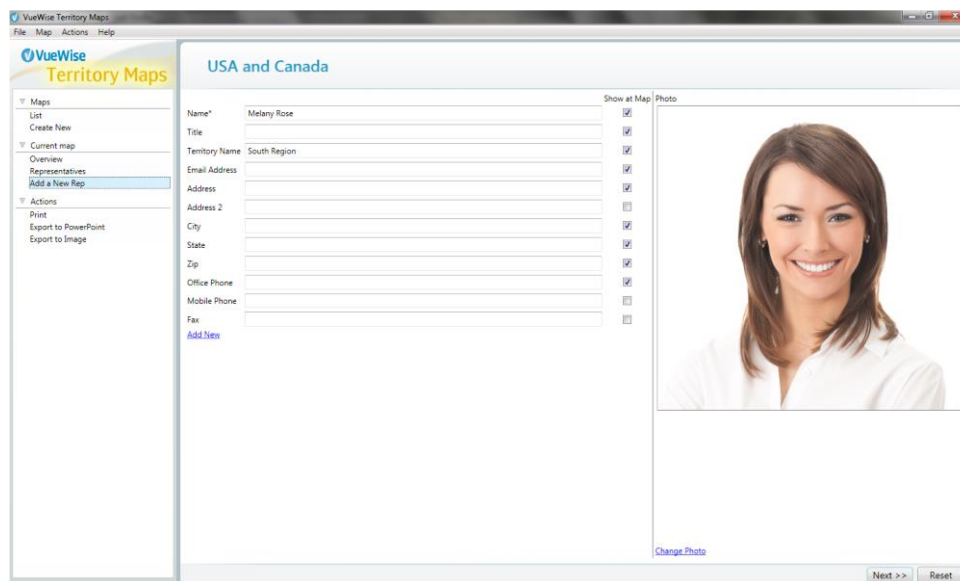 VueWise Territory Maps
File Map Actions Help
VueWise
Territory Maps
Maps
List
Create New
Current map
Overview
Representatives
Add a New Rep
Actions
Print
Export to PowerPoint
Export to Image
USA and Canada
Show at Map Photo
Name* Melany Rose
Title
Territory Name South Region
Email Address
Address
Address 2
City
State
Zip
Office Phone
Mobile Phone
Fax
Add New
Change Photo
Next >> Reset